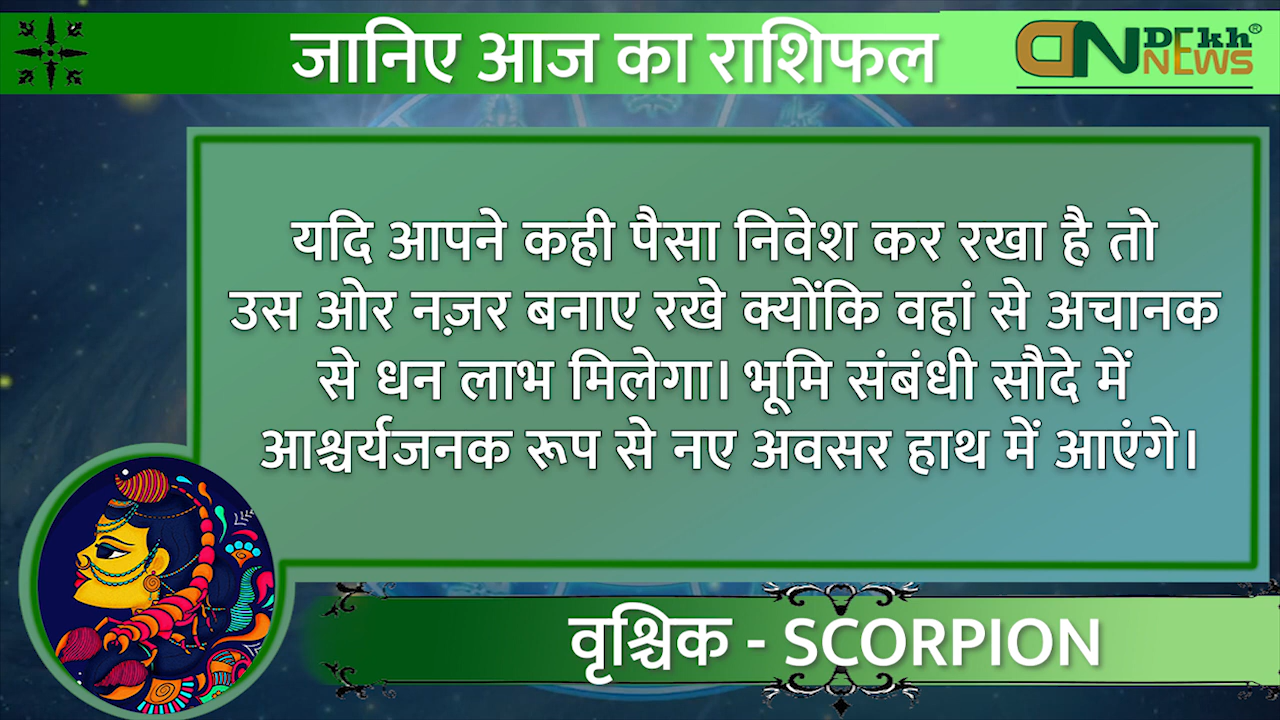 जानिए आज का राशिफल
DN DEkh® NEWS
यदि आपने कही पैसा निवेश कर रखा है तो
उस ओर नज़र बनाए रखे क्योंकि वहां से अचानक
से धन लाभ मिलेगा। भूमि संबंधी सौदे में
आश्चर्यजनक रूप से नए अवसर हाथ में आएंगे।
वृश्चिक - SCORPION